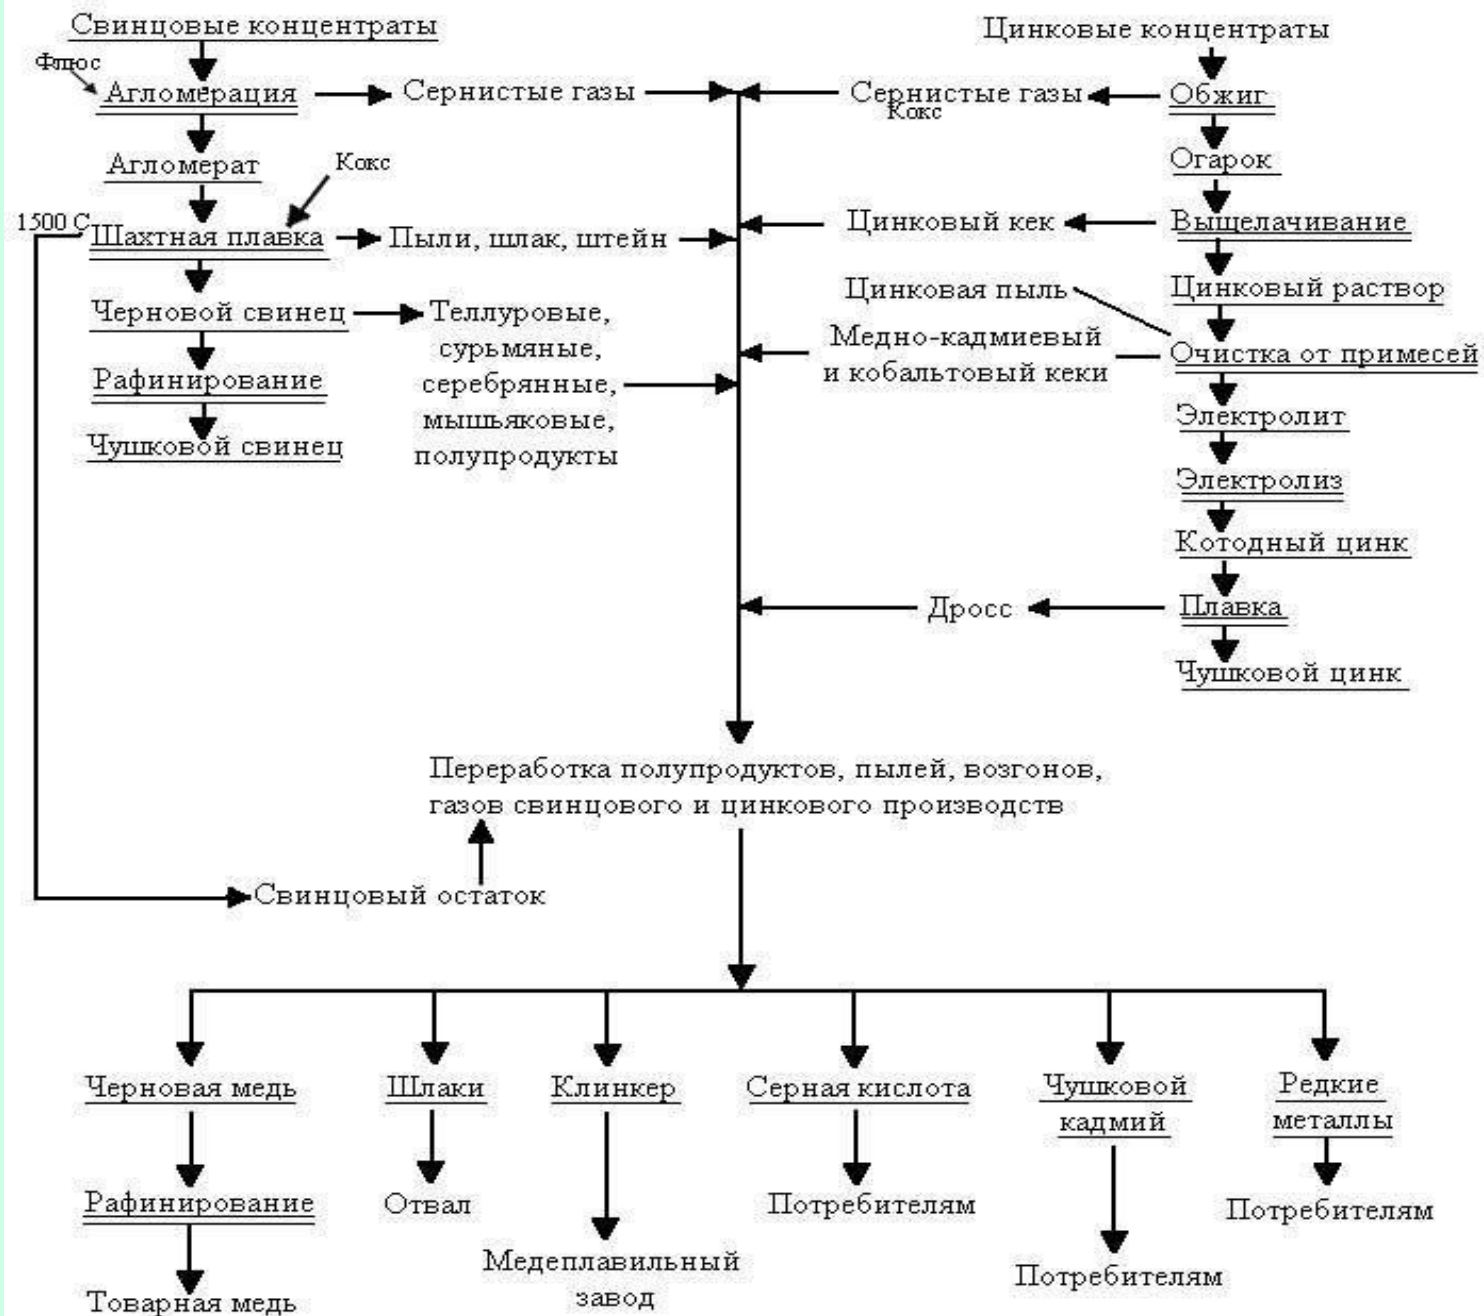 Свинцовые концентраты
Цинковые концентраты
Флюс
Агломерация
Сернистые газы
Сернистые газы
Кокс
Обжиг
Агломерат
Кокс
Огарок
1500 С
Шахтная плавка
Пыли, шлак, штейн
Цинковый кек
Выщелачивание
Цинковая пыль
Цинковый раствор
Черновой свинец
Теллуровые,
сурьмяные,
серебрянные,
мышьяковые,
полупродукты
Медно-кадмиевый
и кобальтовый кеки
Очистка от примесей
Рафинирование
Чушковой свинец
Электролит
Электролиз
Котодный цинк
Дросс
Плавка
Чушковой цинк
Переработка полупродуктов, пылей, возгонов,
газов свинцового и цинкового производств
Свинцовый остаток
Черновая медь
Шлаки
Клинкер
Серная кислота
Чушковой
кадмий
Редкие
металлы
Рафинирование
Отвал
Потребителям
Потребителям
Медеплавильный
завод
Потребителям
Товарная медь